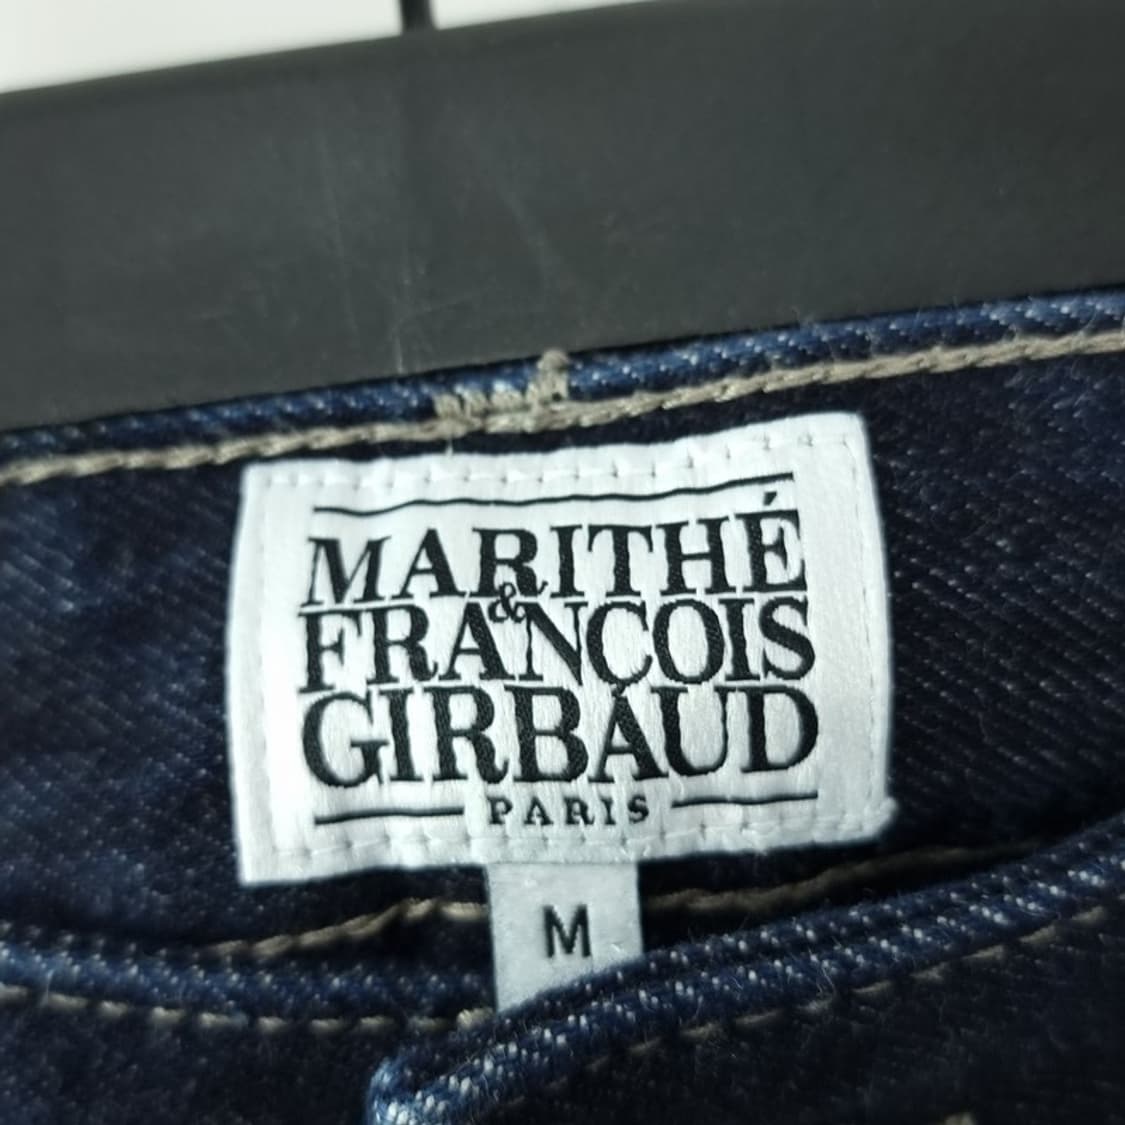 MARITHÉ
&
FRANÇOIS
GIRBAUD
PARIS
M